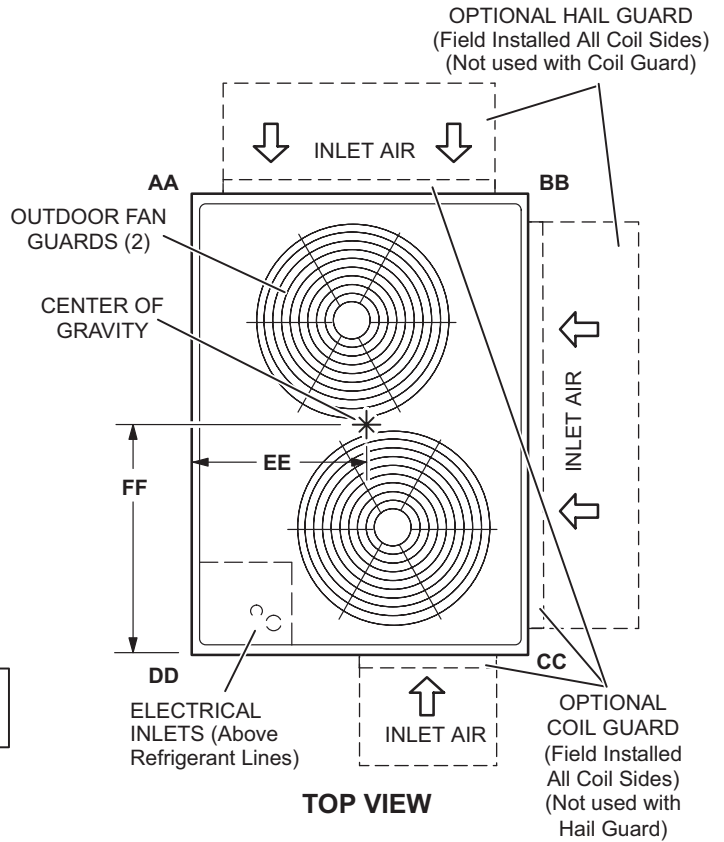 OPTIONAL HAIL GUARD
(Field Installed All Coil Sides)
(Not used with Coil Guard)
INLET AIR
AA
BB
OUTDOOR FAN
GUARDS (2)
CENTER OF
GRAVITY
INLET AIR
EE
FF
DD
CC
ELECTRICAL
INLETS (Above
Refrigerant Lines)
INLET AIR
OPTIONAL
COIL GUARD
(Field Installed
All Coil Sides)
(Not used with
Hail Guard)
TOP VIEW